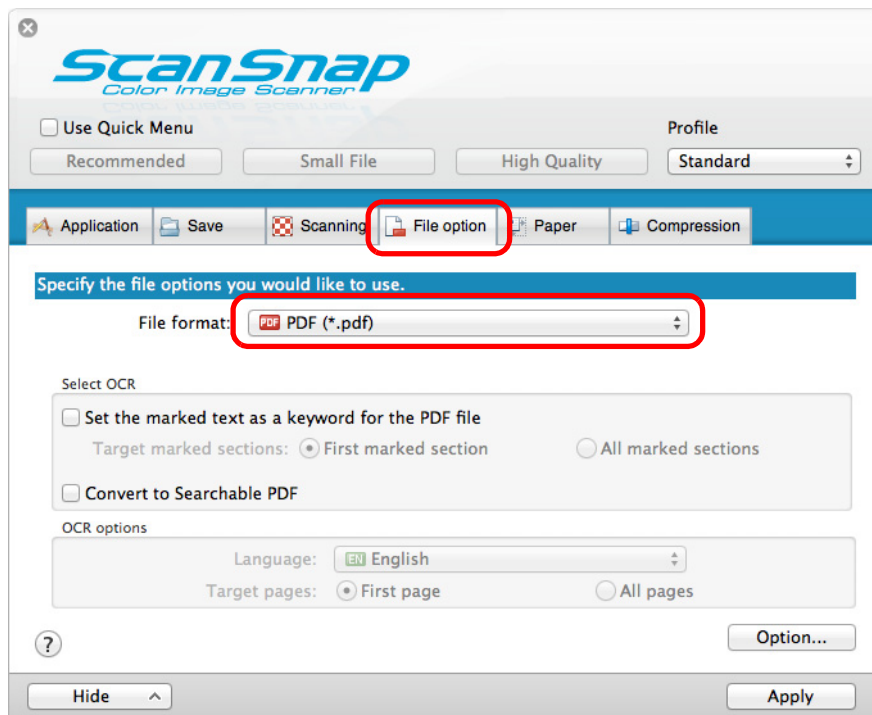 ScanSnap
Color Image Scanner
Use Quick Menu
Profile
Recommended Small File High Quality Standard
Application Save Scanning File option Paper Compression
Specify the file options you would like to use.
File format: PDF PDF (*.pdf)
Select OCR
Set the marked text as a keyword for the PDF file
Target marked sections: First marked section All marked sections
Convert to Searchable PDF
OCR options
Language: EN English
Target pages: First page All pages
? Option...
Hide Apply